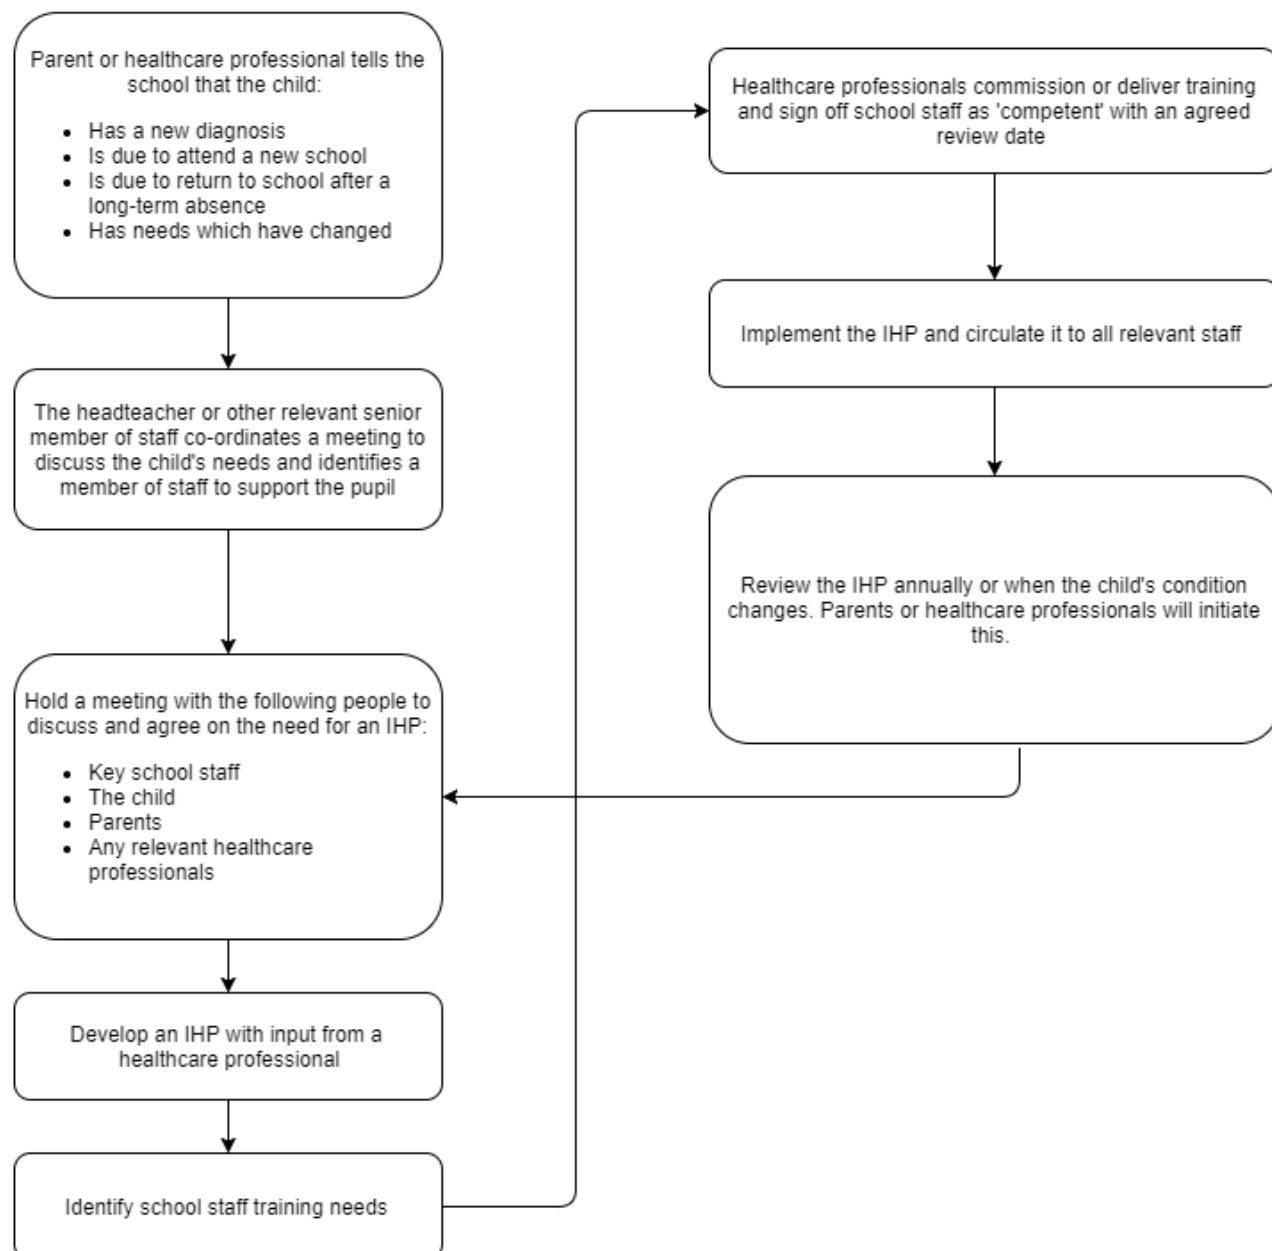 Parent or healthcare professional tells the
school that the child:
• Has a new diagnosis
• Is due to attend a new school
• Is due to return to school after a
long-term absence
• Has needs which have changed
The headteacher or other relevant senior
member of staff co-ordinates a meeting to
discuss the child's needs and identifies a
member of staff to support the pupil
Hold a meeting with the following people to
discuss and agree on the need for an IHP:
• Key school staff
• The child
• Parents
• Any relevant healthcare
professionals
Develop an IHP with input from a
healthcare professional
Identify school staff training needs
Healthcare professionals commission or deliver training
and sign off school staff as 'competent' with an agreed
review date
Implement the IHP and circulate it to all relevant staff
Review the IHP annually or when the child's condition
changes. Parents or healthcare professionals will initiate
this.